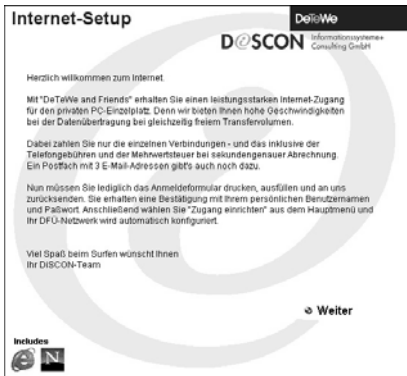 Internet-Setup
DeTeWe
D@SCON Informationssysteme+
Consulting GmbH
Herzlich willkommen zum Internet
Mit "DeTeWe and Friends" erhalten Sie einen leistungsstarken Internet-Zugang
für den privaten PC-Einzelplatz. Denn wir bieten Ihnen hohe Geschwindigkeiten
bei der Datenübertragung bei gleichzeitig freiem Transfervolumen.
Dabei zahlen Sie nur die einzelnen Verbindungen - und das inklusive der
Telefongebühren und der Mehrwertsteuer bei sekundengenauer Abrechnung.
Ein Postfach mit 3 E-Mail-Adressen gibt's auch noch dazu.
Nun müssen Sie lediglich das Anmeldeformular drucken, ausfüllen und an uns
zurücksenden. Sie erhalten eine Bestätigung mit Ihrem persönlichen Benutzernamen
und Paßwort. Anschließend wählen Sie "Zugang einrichten" aus dem Hauptmenü und
Ihr DFÜ-Netzwerk wird automatisch konfiguriert.
Viel Spaß beim Surfen wünscht Ihnen
Ihr DiSCON-Team
Weiter
Includes
N